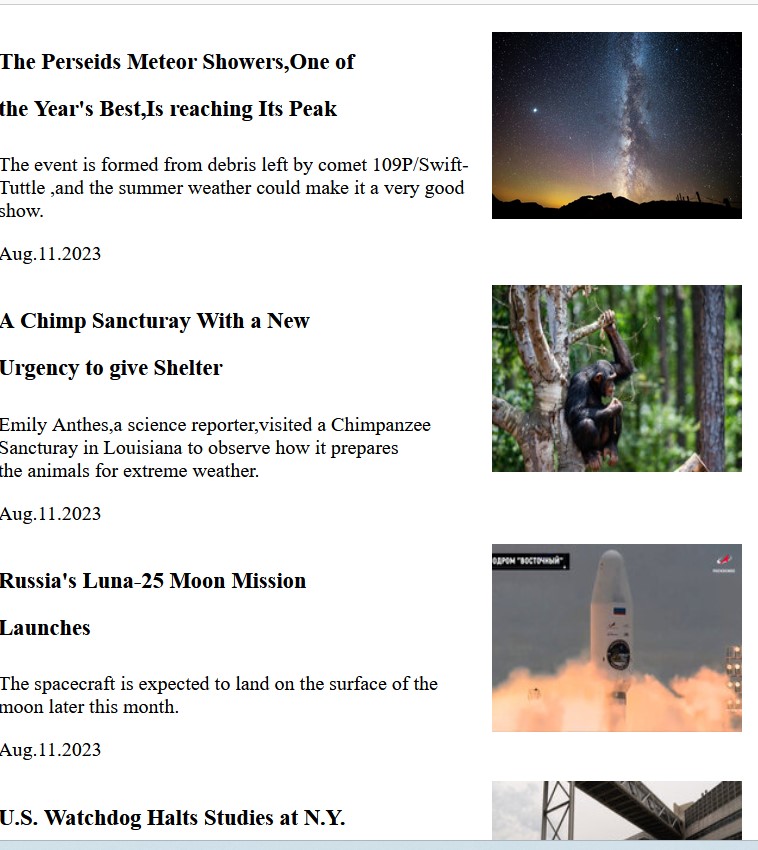 The Perseids Meteor Showers,One of
the Year's Best,Is reaching Its Peak
The event is formed from debris left by comet 109P/Swift-
Tuttle ,and the summer weather could make it a very good
show.
Aug.11.2023
A Chimp Sancturay With a New
Urgency to give Shelter
Emily Anthes,a science reporter,visited a Chimpanzee
Sancturay in Louisiana to observe how it prepares
the animals for extreme weather.
Aug.11.2023
Russia's Luna-25 Moon Mission
Launches
ОДРОМ "ВОСТОЧНЫЙ"
The spacecraft is expected to land on the surface of the
moon later this month.
Aug.11.2023
U.S. Watchdog Halts Studies at N.Y.